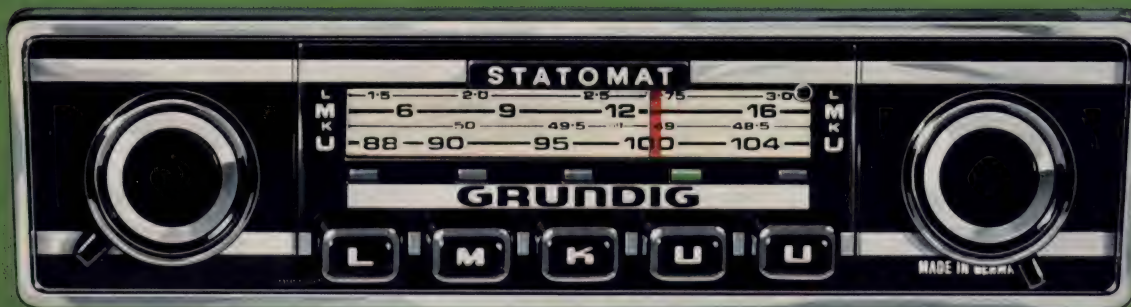 STATOMAT
L 1·5 2·0 2·5 ·75 3·0 L
M 6 9 12 16 M
K 50 49·5 49 48·5 K
U 88 90 95 100 104 U
GRUNDIG
L M K U U
MADE IN